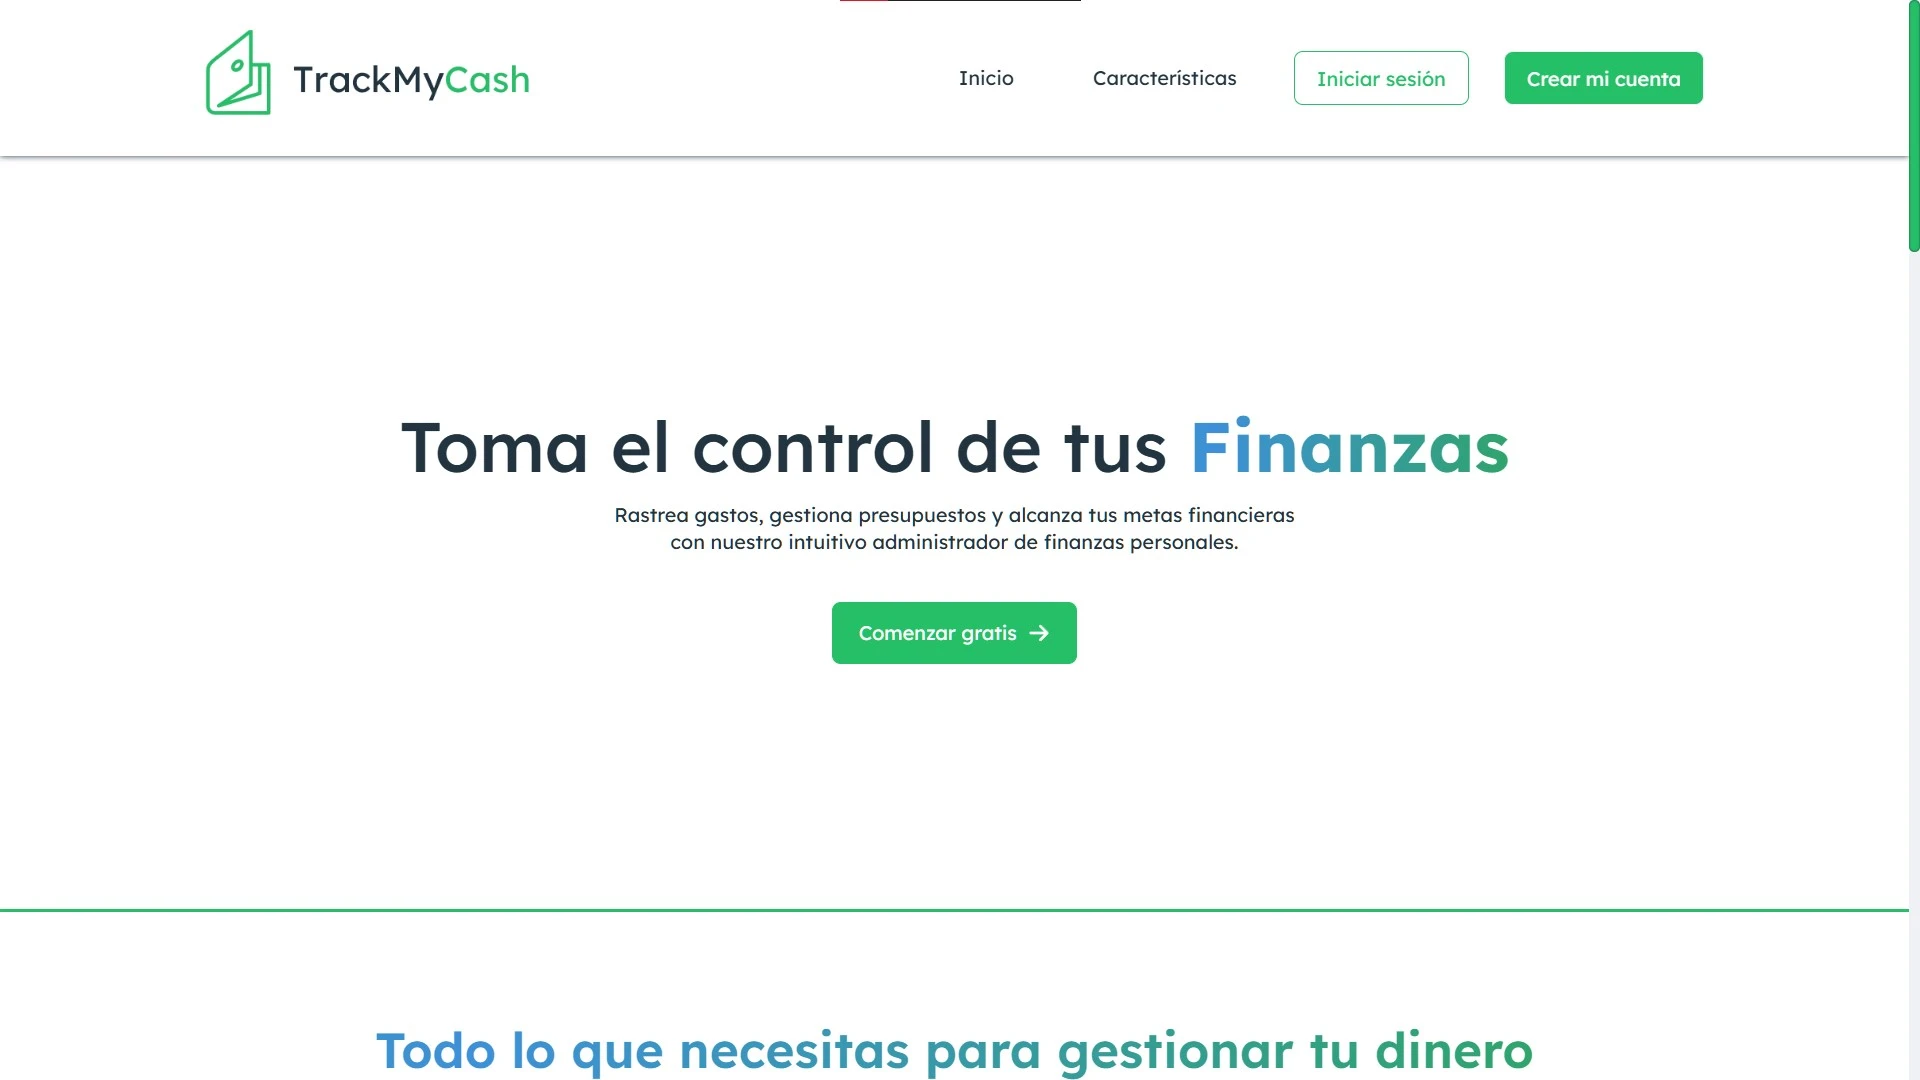 TrackMyCash
Inicio
Características
Iniciar sesión
Crear mi cuenta
Toma el control de tus Finanzas
Rastrea gastos, gestiona presupuestos y alcanza tus metas financieras
con nuestro intuitivo administrador de finanzas personales.
Comenzar gratis →
Todo lo que necesitas para gestionar tu dinero